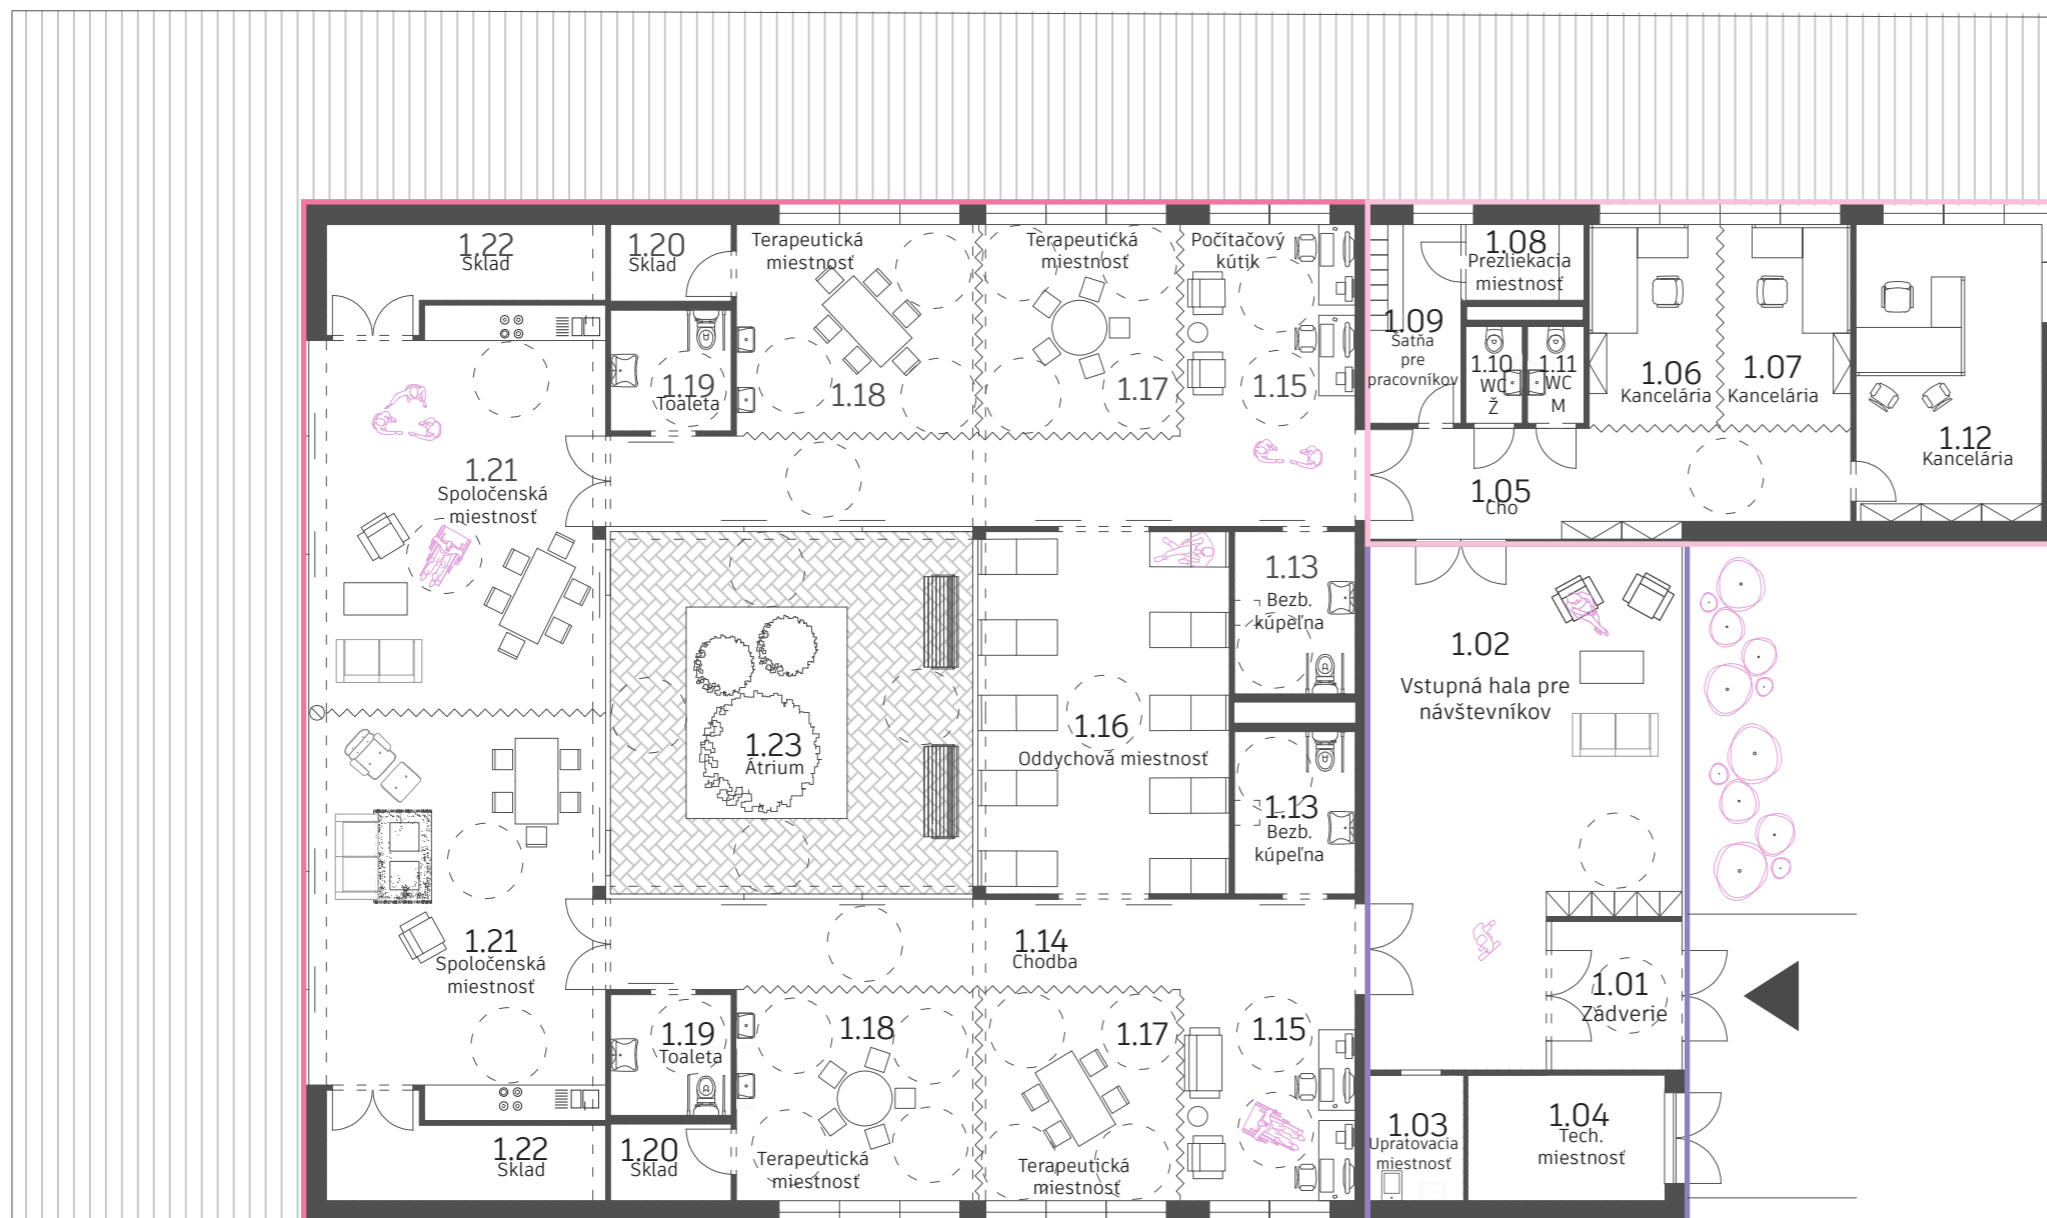 1.22
Sklad
1.20
Sklad
Terapeutická
miestnosť
1.18
Terapeutická
miestnosť
1.17
Počítačový
kútik
1.15
1.19
Toaleta
1.08
Prezliekacia
miestnosť
1.09
Šatňa
pre
pracovníkov
1.10
WC
Ž
1.11
WC
M
1.06
Kancelária
1.07
Kancelária
1.12
Kancelária
1.05
Cho
1.21
Spoločenská
miestnosť
1.13
Bezb.
kúpeľna
1.02
Vstupná hala pre
návštevníkov
1.23
Átrium
1.16
Oddychová miestnosť
1.13
Bezb.
kúpeľna
1.21
Spoločenská
miestnosť
1.14
Chodba
1.01
Zádverie
1.19
Toaleta
1.18
Terapeutická
miestnosť
1.17
Terapeutická
miestnosť
1.15
1.22
Sklad
1.20
Sklad
1.03
Upratovacia
miestnosť
1.04
Tech.
miestnosť